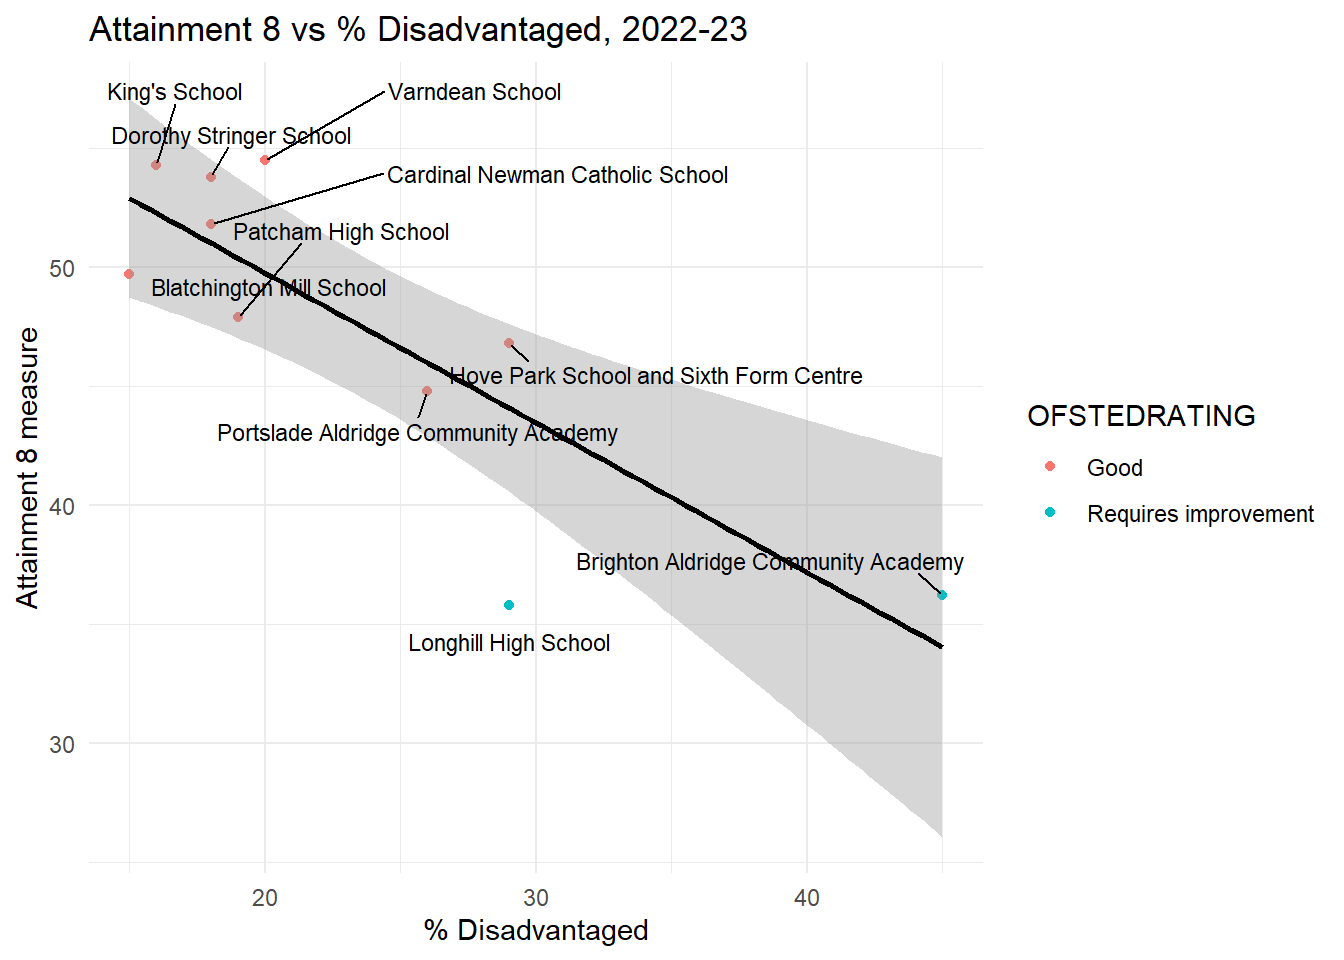 Attainment 8 vs % Disadvantaged, 2022-23
King's School
Varndean School
Dorothy Stringer School
Cardinal Newman Catholic School
Patcham High School
Blatchington Mill School
Hove Park School and Sixth Form Centre
Portslade Aldridge Community Academy
Brighton Aldridge Community Academy
Longhill High School
50
40
30
Attainment 8 measure
20
30
40
% Disadvantaged
OFSTEDRATING
Good
Requires improvement